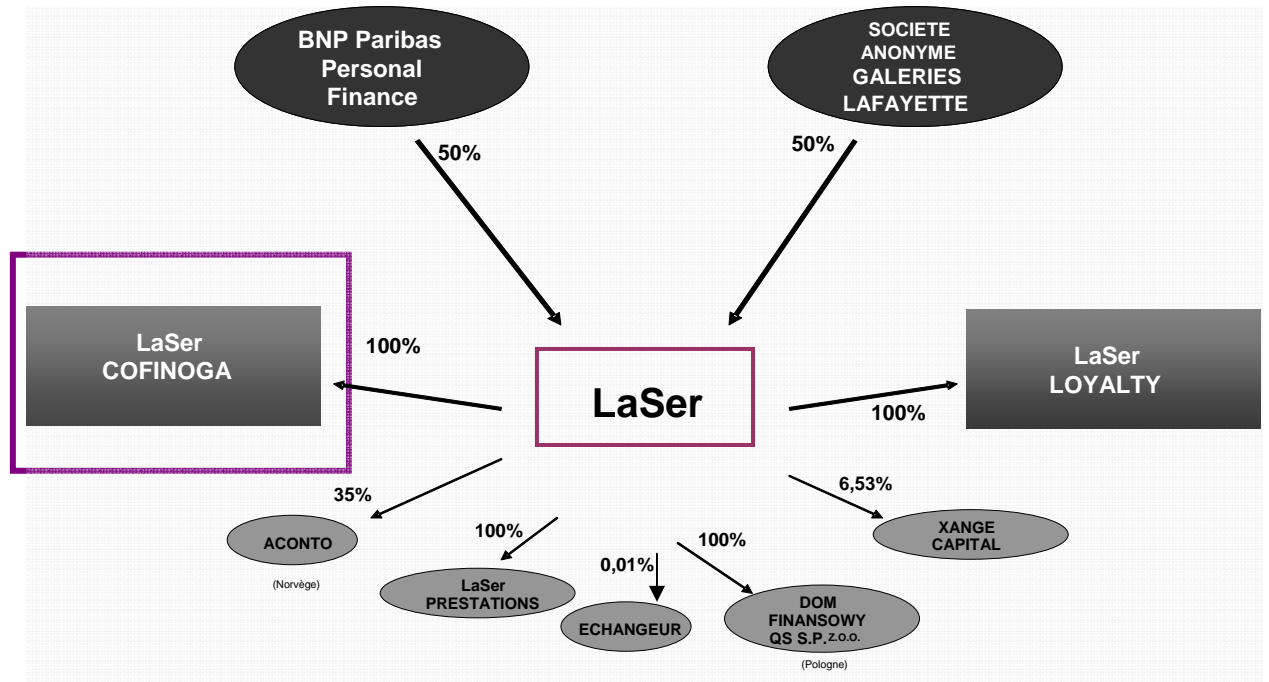 BNP Paribas
Personal
Finance
SOCIETE
ANONYME
GALERIES
LAFAYETTE
50%
50%
LaSer
COFINOGA
100%
LaSer
100%
LaSer
LOYALTY
35%
ACONTO
(Norvège)
100%
LaSer
PRESTATIONS
0,01%
ECHANGEUR
100%
DOM
FINANSOWY
QS S.P.Z.O.O.
(Pologne)
6,53%
XANGE
CAPITAL